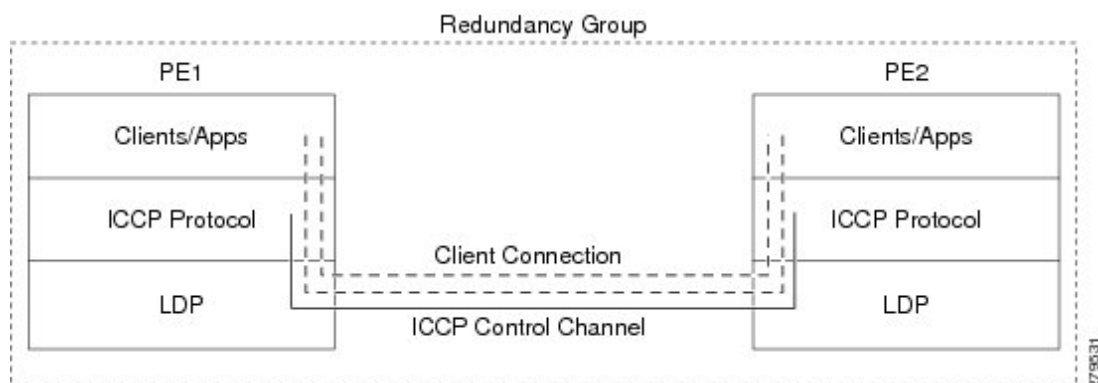 Redundancy Group
PE1
PE2
Clients/Apps
Clients/Apps
ICCP Protocol
ICCP Protocol
Client Connection
LDP
LDP
ICCP Control Channel